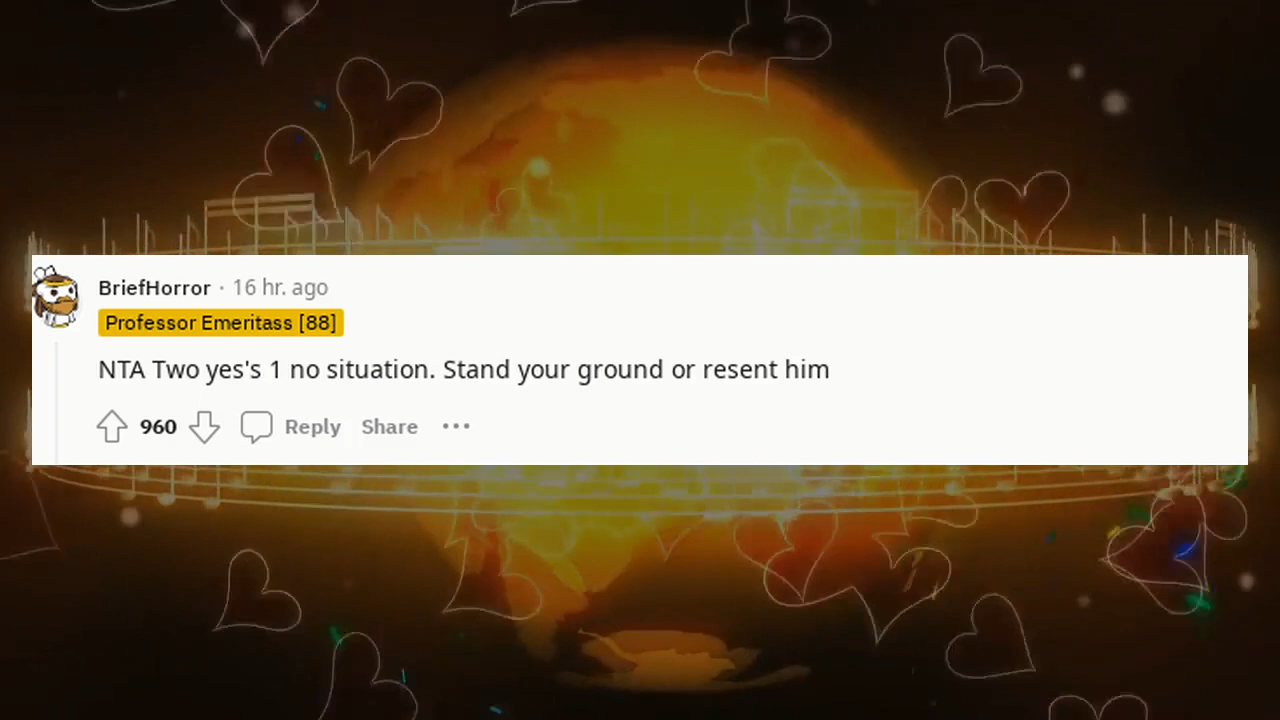 BriefHorror · 16 hr. ago
Professor Emeritass [88]
NTA Two yes's 1 no situation. Stand your ground or resent him
960 Reply Share •••